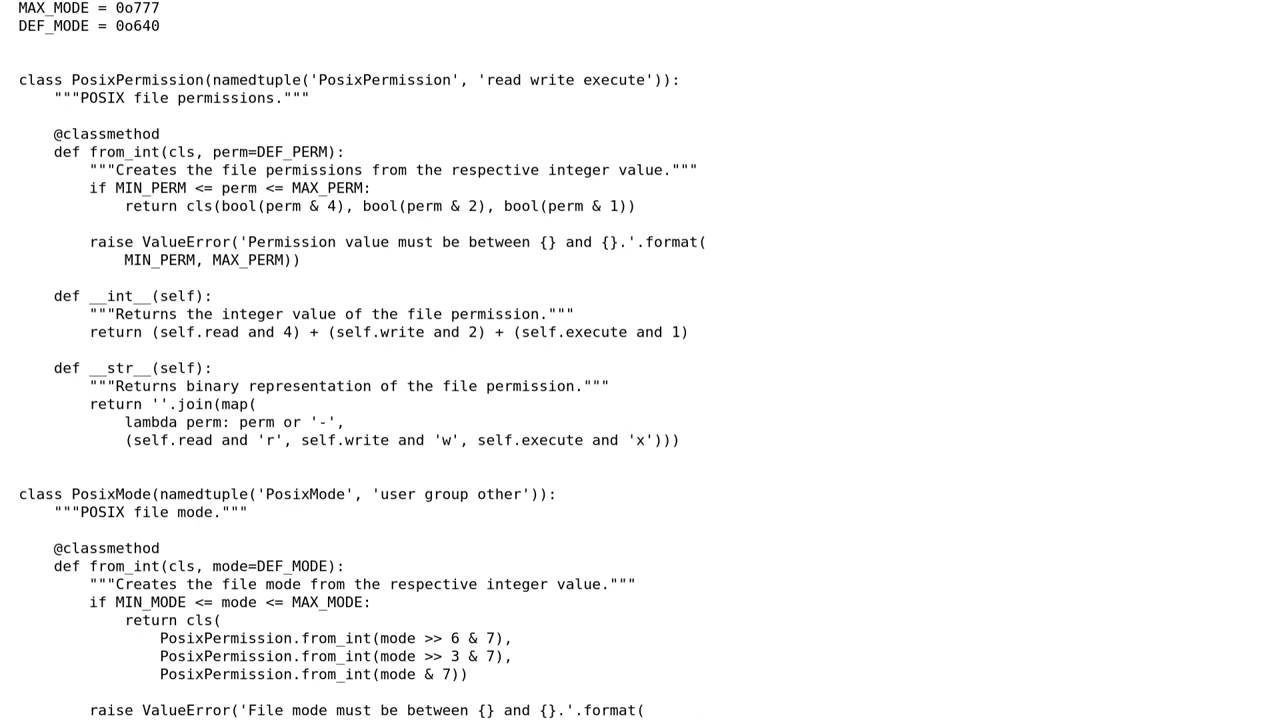 MAX_MODE = 0o777
DEF_MODE = 0o640


class PosixPermission(namedtuple('PosixPermission', 'read write execute')):
    """POSIX file permissions."""

    @classmethod
    def from_int(cls, perm=DEF_PERM):
        """Creates the file permissions from the respective integer value."""
        if MIN_PERM <= perm <= MAX_PERM:
            return cls(bool(perm & 4), bool(perm & 2), bool(perm & 1))

        raise ValueError('Permission value must be between {} and {}.'.format(
            MIN_PERM, MAX_PERM))

    def __int__(self):
        """Returns the integer value of the file permission."""
        return (self.read and 4) + (self.write and 2) + (self.execute and 1)

    def __str__(self):
        """Returns binary representation of the file permission."""
        return ''.join(map(
            lambda perm: perm or '-',
            (self.read and 'r', self.write and 'w', self.execute and 'x')))


class PosixMode(namedtuple('PosixMode', 'user group other')):
    """POSIX file mode."""

    @classmethod
    def from_int(cls, mode=DEF_MODE):
        """Creates the file mode from the respective integer value."""
        if MIN_MODE <= mode <= MAX_MODE:
            return cls(
                PosixPermission.from_int(mode >> 6 & 7),
                PosixPermission.from_int(mode >> 3 & 7),
                PosixPermission.from_int(mode & 7))

        raise ValueError('File mode must be between {} and {}.'.format(